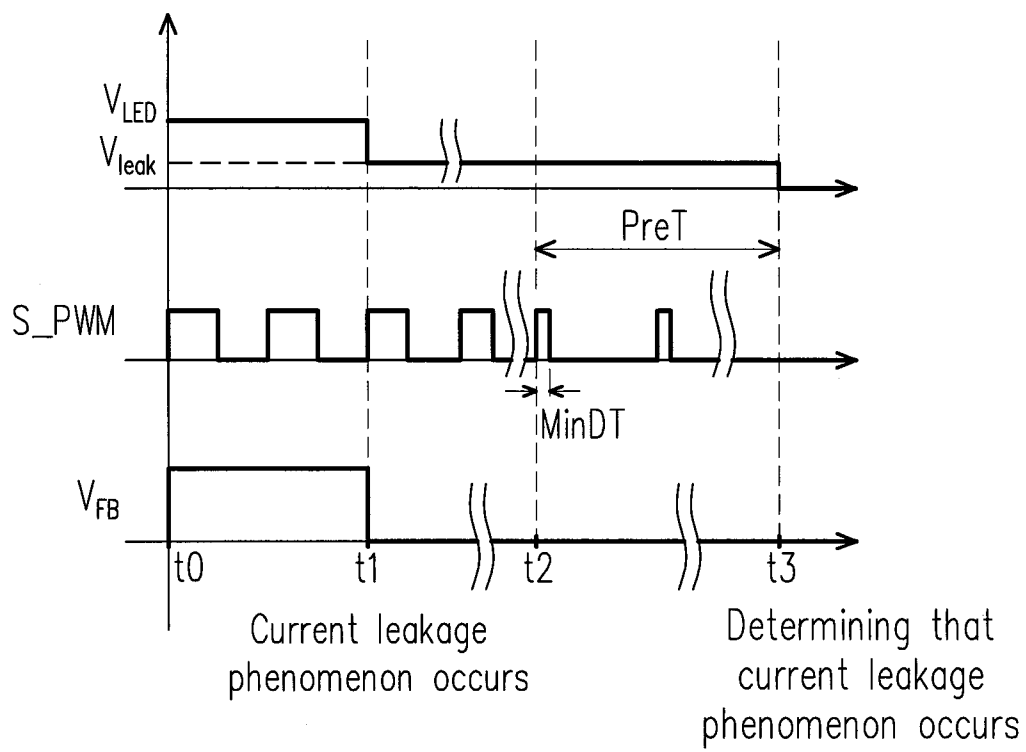 V_LED
V_leak
PreT
S_PWM
MinDT
V_FB
t0 t1 t2 t3
Current leakage
phenomenon occurs
Determining that
current leakage
phenomenon occurs